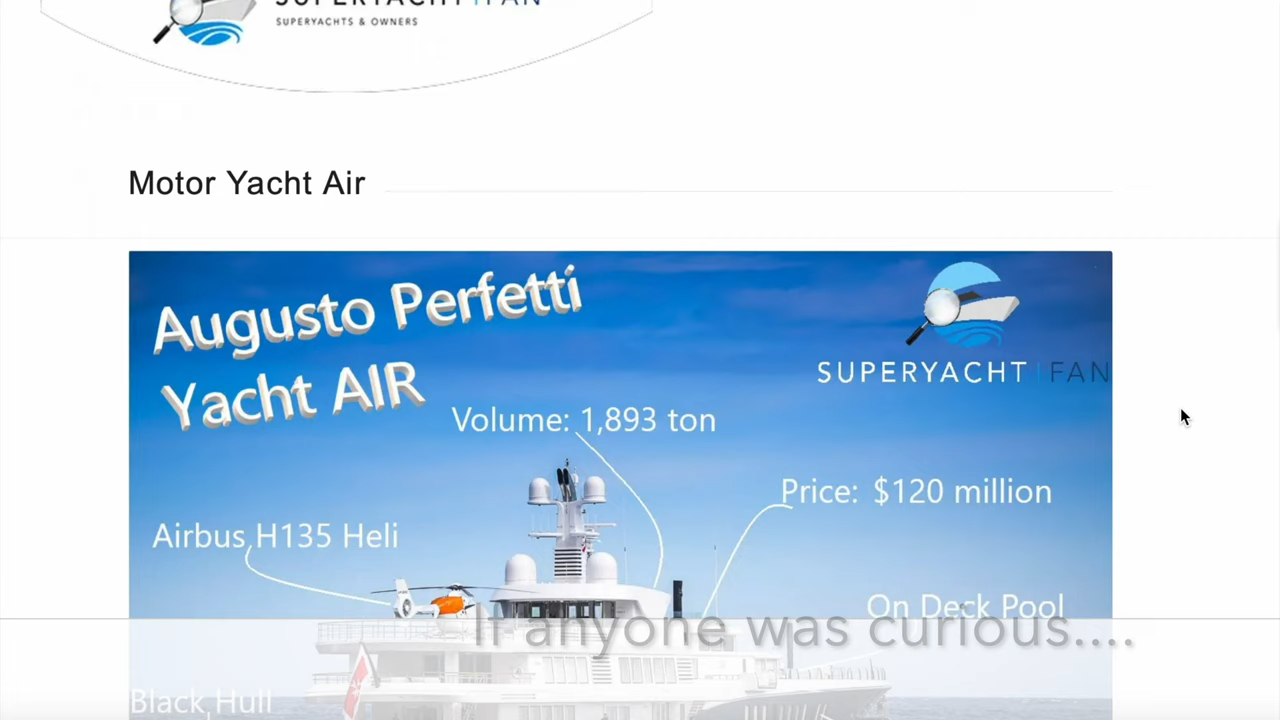 SUPERYACHT FAN
SUPERYACHTS & OWNERS
Motor Yacht Air
Augusto Perfetti
Yacht AIR
SUPERYACHT FAN
Volume: 1,893 ton
Price: $120 million
Airbus H135 Heli
On Deck Pool
If anyone was curious....
Black Hull